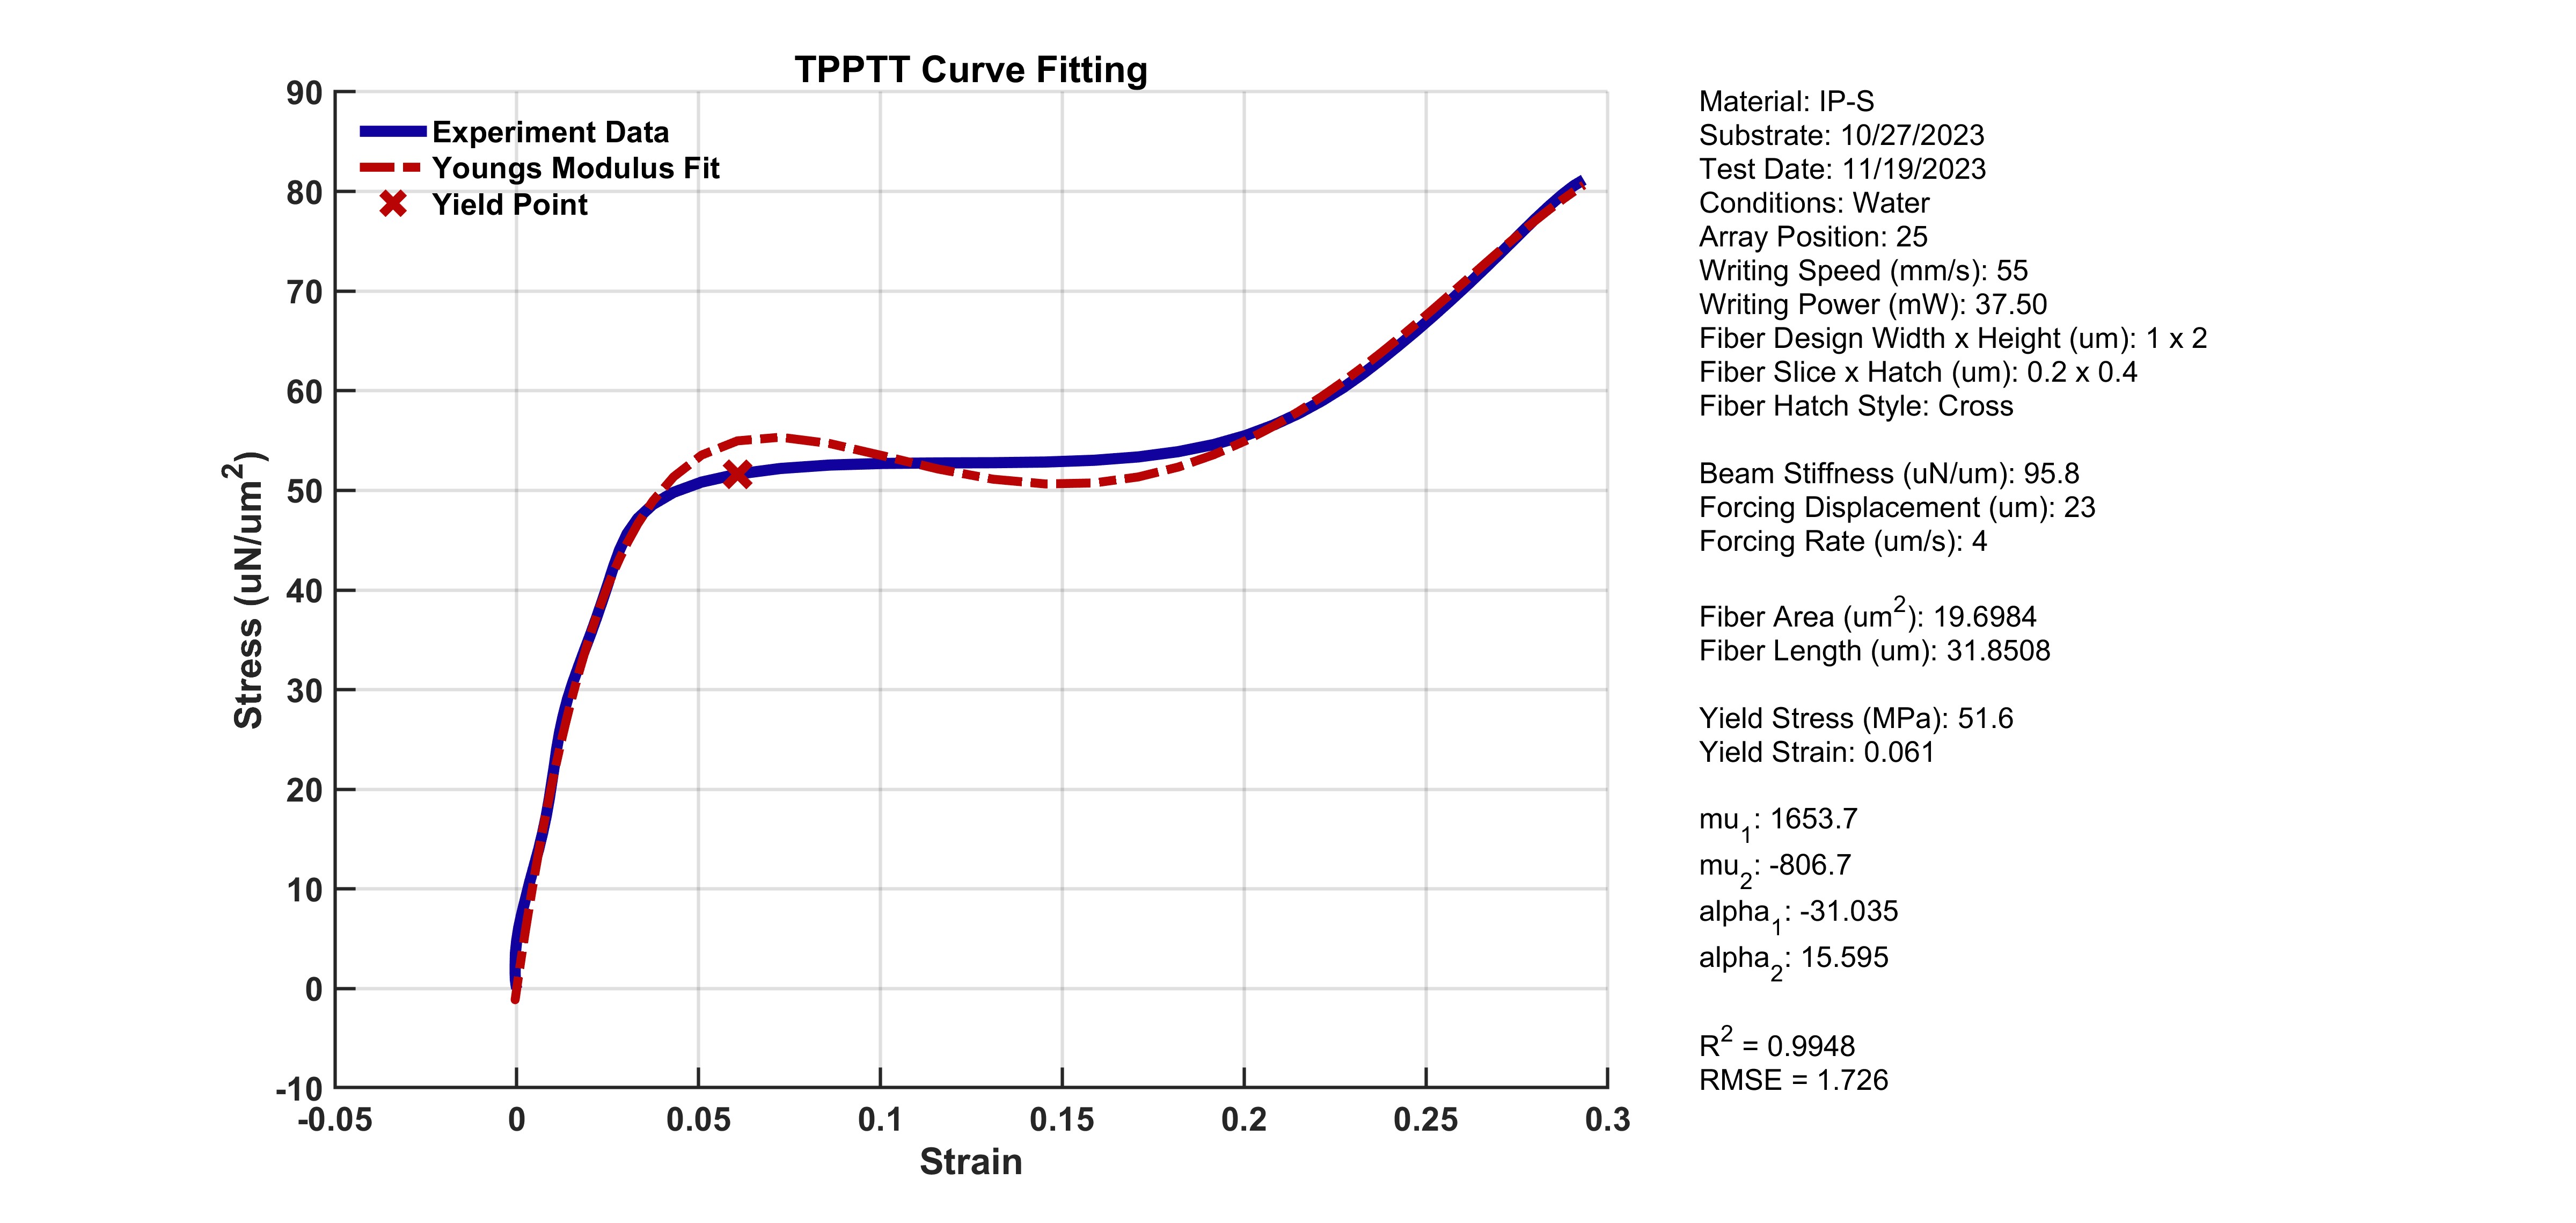 TPPTT Curve Fitting
90
80
70
60
50
40
30
20
10
0
-10
Stress (uN/um²)
Experiment Data
Youngs Modulus Fit
Yield Point
-0.05
0
0.05
0.1
0.15
0.2
0.25
0.3
Strain
Material: IP-S
Substrate: 10/27/2023
Test Date: 11/19/2023
Conditions: Water
Array Position: 25
Writing Speed (mm/s): 55
Writing Power (mW): 37.50
Fiber Design Width x Height (um): 1 x 2
Fiber Slice x Hatch (um): 0.2 x 0.4
Fiber Hatch Style: Cross
Beam Stiffness (uN/um): 95.8
Forcing Displacement (um): 23
Forcing Rate (um/s): 4
Fiber Area (um²): 19.6984
Fiber Length (um): 31.8508
Yield Stress (MPa): 51.6
Yield Strain: 0.061
mu₁: 1653.7
mu₂: -806.7
alpha₁: -31.035
alpha₂: 15.595
R² = 0.9948
RMSE = 1.726